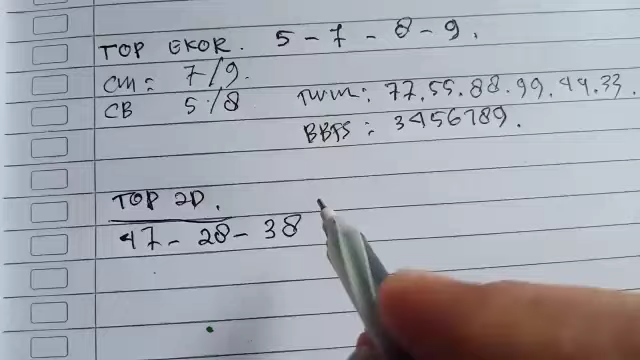 TOP EKOR. 5-7-8-9.
CM = 7/9.
CB 5/8
TWIN: 77.55.88.99.44.33.
BBFS: 3456789.
TOP 2D.
47-28-38